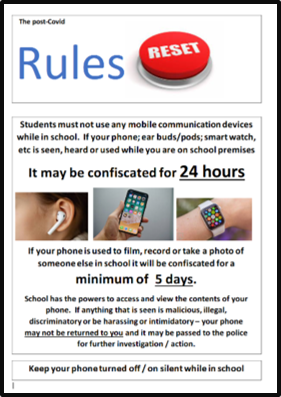 The post-Covid
Rules
RESET
Students must not use any mobile communication devices
while in school. If your phone; ear buds/pods; smart watch,
etc is seen, heard or used while you are on school premises
It may be confiscated for 24 hours
If your phone is used to film, record or take a photo of
someone else in school it will be confiscated for a
minimum of 5 days.
School has the powers to access and view the contents of your
phone. If anything that is seen is malicious, illegal,
discriminatory or be harassing or intimidatory – your phone
may not be returned to you and it may be passed to the police
for further investigation / action.
Keep your phone turned off / on silent while in school